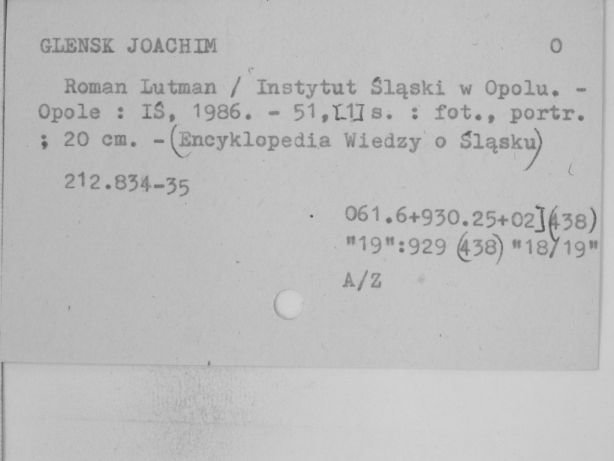 GLENSK JOACHIM O
Roman Lutman / Instytut Śląski w Opolu. -
Opole : IŚ, 1986. - 51,[1] s. : fot., portr.
; 20 cm. -(Encyklopedia Wiedzy o Śląsku)
212.834-35
061.6+930.25+02](438)
"19":929 (438) "18/19"
A/Z